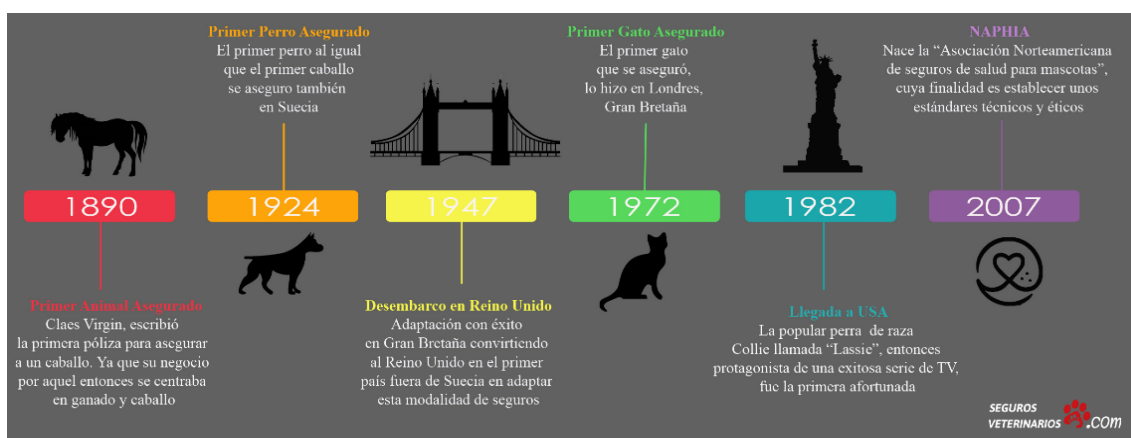 Primer Perro Asegurado
El primer perro al igual
que el primer caballo
se aseguro también
en Suecia
Primer Gato Asegurado
El primer gato
que se aseguró,
lo hizo en Londres,
Gran Bretaña
NAPHIA
Nace la “Asociación Norteamericana
de seguros de salud para mascotas”,
cuya finalidad es establecer unos
estándares técnicos y éticos
1890
1924
1947
1972
1982
2007
Primer Animal Asegurado
Claes Virgin, escribió
la primera póliza para asegurar
a un caballo. Ya que su negocio
por aquel entonces se centraba
en ganado y caballo
Desembarco en Reino Unido
Adaptación con éxito
en Gran Bretaña convirtiendo
al Reino Unido en el primer
país fuera de Suecia en adaptar
esta modalidad de seguros
Llegada a USA
La popular perra de raza
Collie llamada “Lassie”, entonces
protagonista de una exitosa serie de TV,
fue la primera afortunada
SEGUROS
VETERINARIOS .com